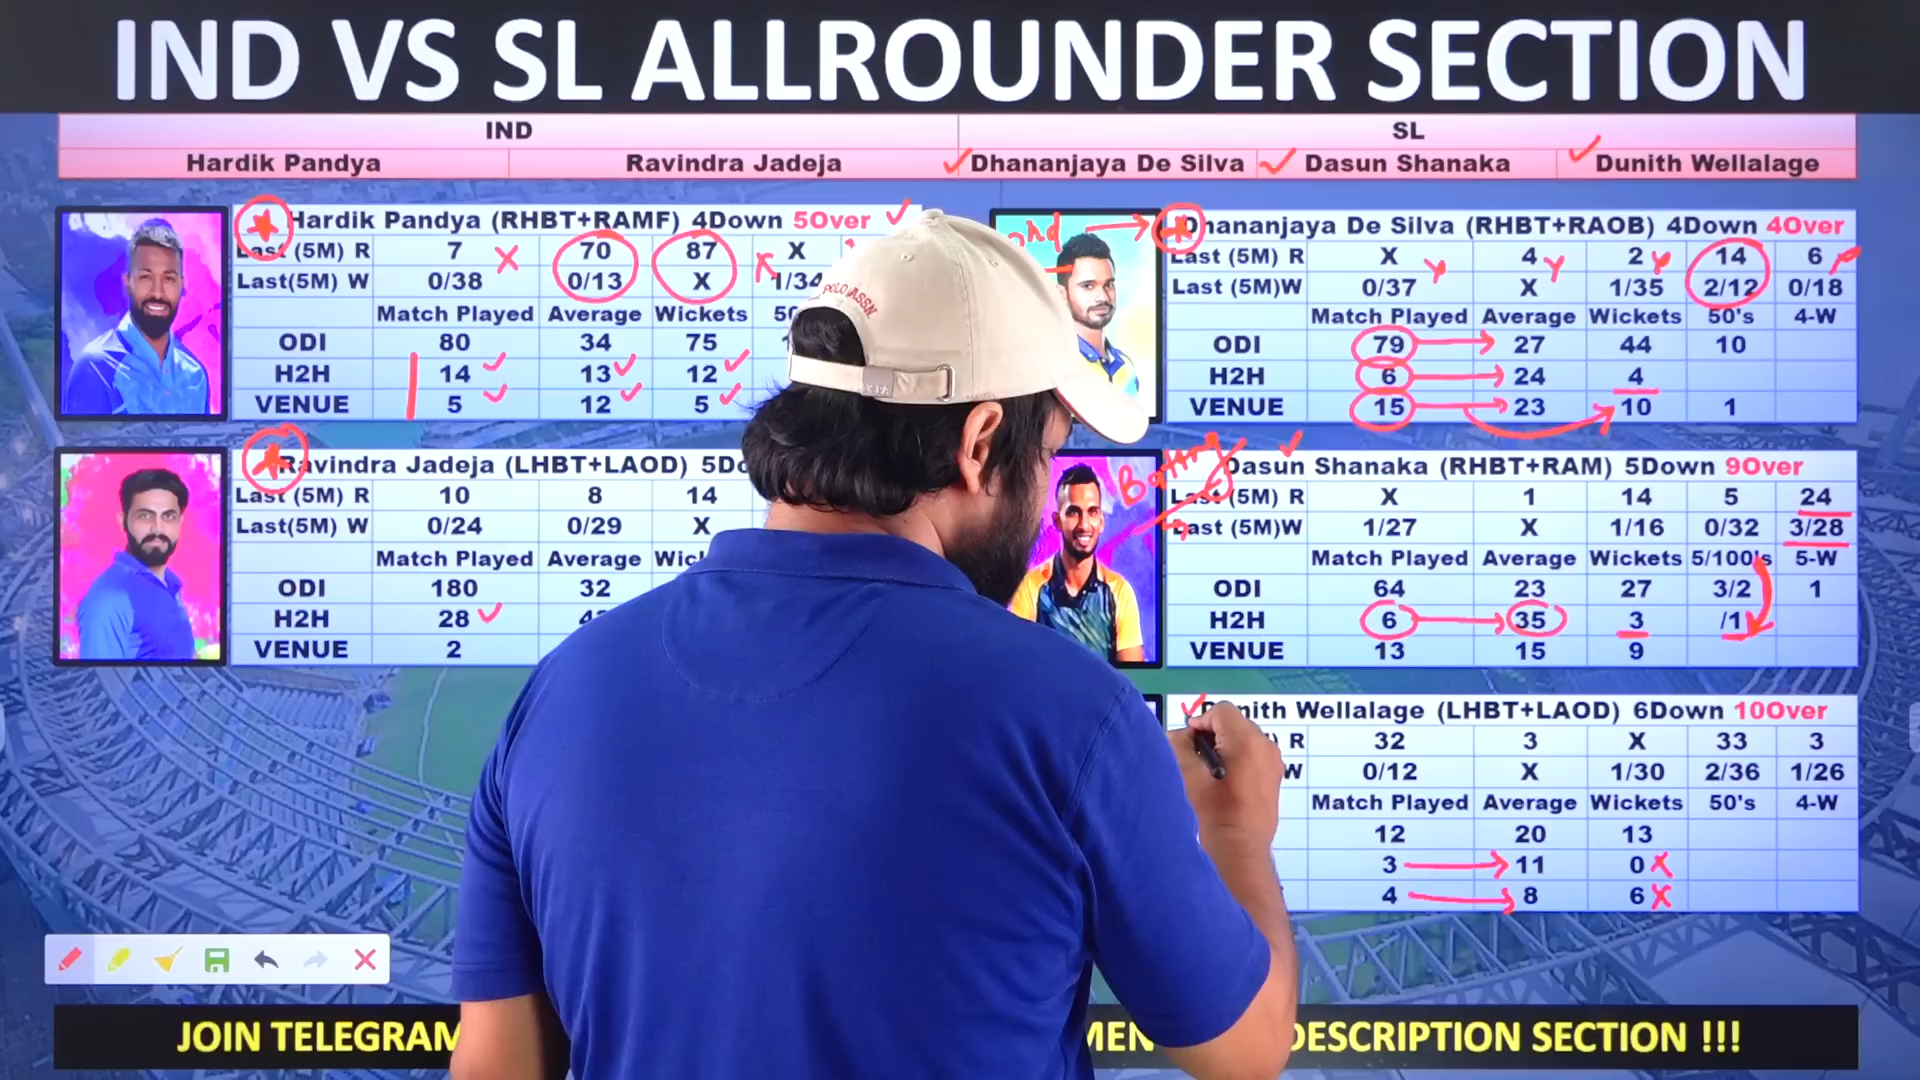 IND VS SL ALLROUNDER SECTION
IND SL
Hardik Pandya Ravindra Jadeja Dhananjaya De Silva Dasun Shanaka Dunith Wellalage
Hardik Pandya (RHBT+RAMF) 4Down 5Over
Last (5M) R 7 70 87 X
Last(5M) W 0/38 0/13 X 1/34
Match Played Average Wickets
ODI 80 34 75
H2H 14 13 12
VENUE 5 12 5
Ravindra Jadeja (LHBT+LAOD)
Last (5M) R 10 8 14
Last(5M) W 0/24 0/29 X
Match Played Average
ODI 180 32
H2H 28
VENUE 2
Dhananjaya De Silva (RHBT+RAOB) 4Down 4Over
Last (5M) R X 4 2 14 6
Last (5M)W 0/37 X 1/35 2/12 0/18
Match Played Average Wickets 50's 4-W
ODI 79 27 44 10
H2H 6 24 4
VENUE 15 23 10 1
Batting
Dasun Shanaka (RHBT+RAM) 5Down 9Over
Last (5M) R X 1 14 5 24
Last (5M)W 1/27 X 1/16 0/32 3/28
Match Played Average Wickets 5/100's 5-W
ODI 64 23 27 3/2 1
H2H 6 35 3 /1
VENUE 13 15 9
Dunith Wellalage (LHBT+LAOD) 6Down 10Over
R 32 3 X 33 3
W 0/12 X 1/30 2/36 1/26
Match Played Average Wickets 50's 4-W
12 20 13
3 11 0
4 8 6
JOIN TELEGRAM DESCRIPTION SECTION !!!